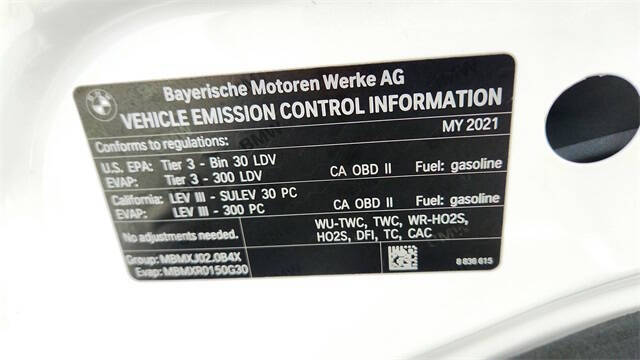 Bayerische Motoren Werke AG
VEHICLE EMISSION CONTROL INFORMATION
Conforms to regulations: MY 2021
U.S. EPA: Tier 3 - Bin 30 LDV CA OBD II Fuel: gasoline
EVAP: Tier 3 - 300 LDV
California: LEV III - SULEV 30 PC CA OBD II Fuel: gasoline
EVAP: LEV III - 300 PC
No adjustments needed. WU-TWC, TWC, WR-HO2S,
HO2S, DFI, TC, CAC
Group: MBMXJ02.0B4X
Evap: MBMXR0150G30
8 836 615